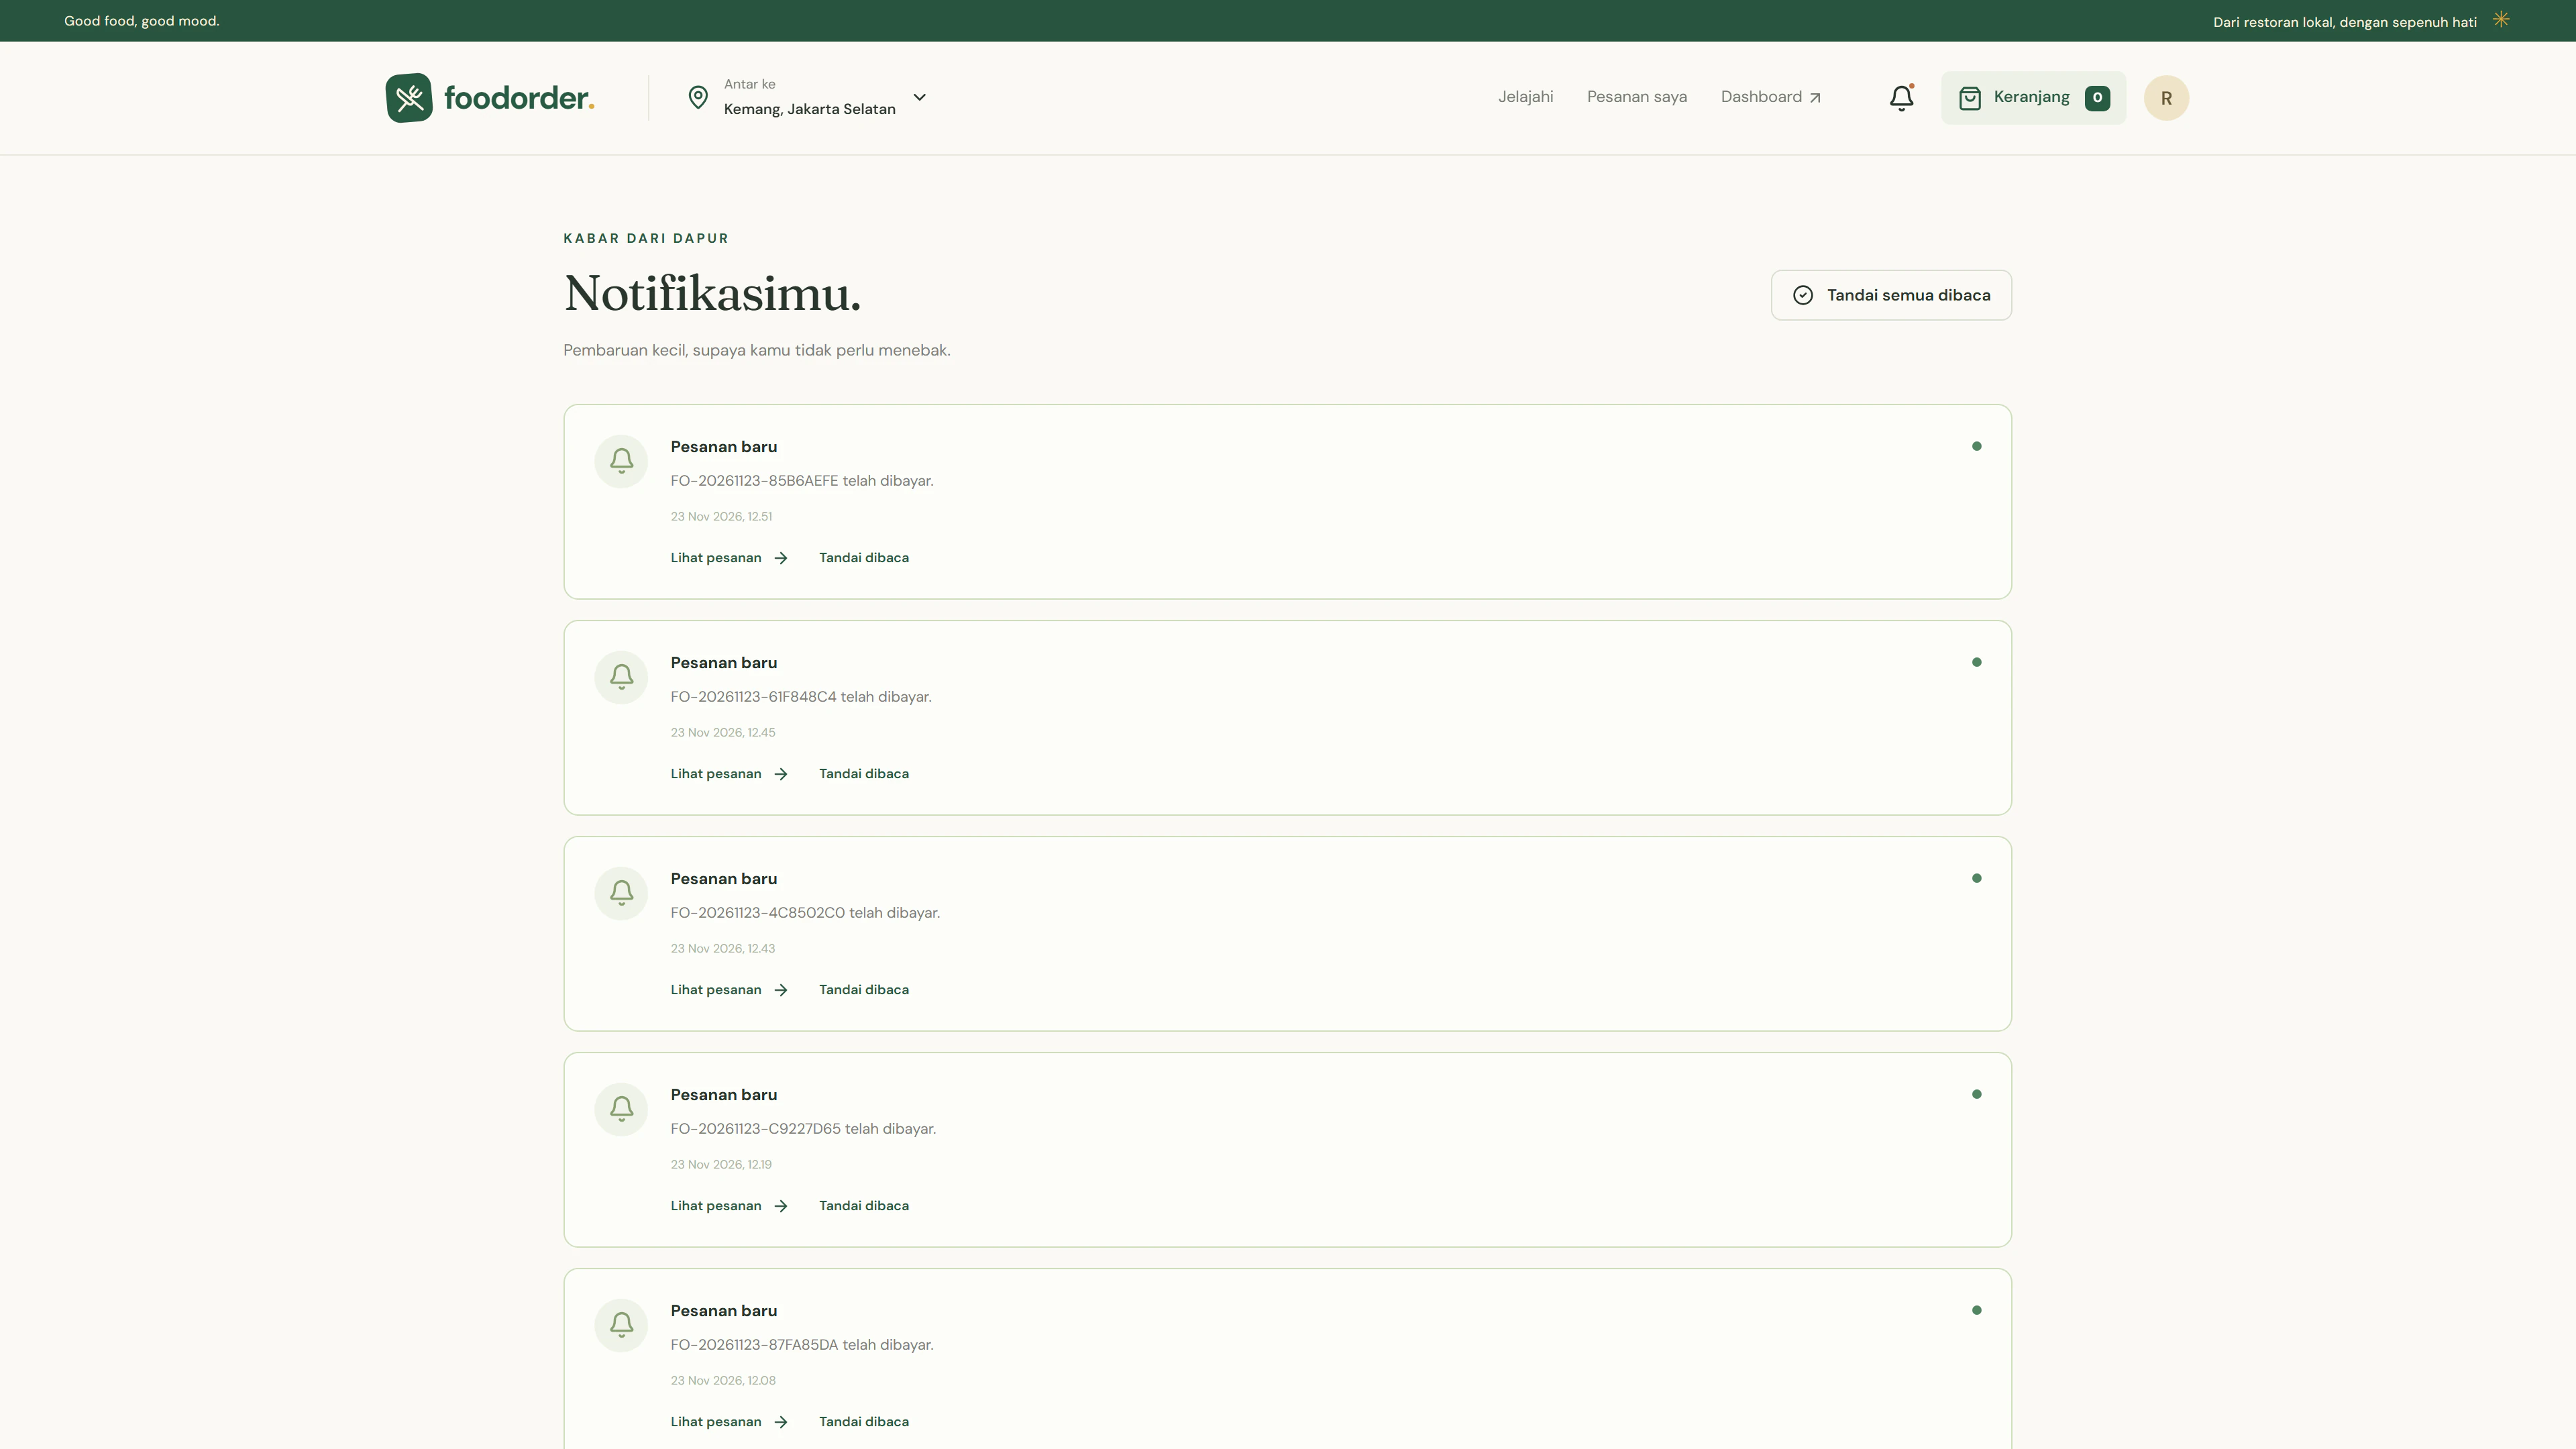 Good food, good mood.
Dari restoran lokal, dengan sepenuh hati
foodorder.
Antar ke
Kemang, Jakarta Selatan
Jelajahi
Pesanan saya
Dashboard
Keranjang 0
R
KABAR DARI DAPUR
Notifikasimu.
Tandai semua dibaca
Pembaruan kecil, supaya kamu tidak perlu menebak.
Pesanan baru
FO-20261123-85B6AEFE telah dibayar.
23 Nov 2026, 12.51
Lihat pesanan Tandai dibaca
Pesanan baru
FO-20261123-61F848C4 telah dibayar.
23 Nov 2026, 12.45
Lihat pesanan Tandai dibaca
Pesanan baru
FO-20261123-4C8502C0 telah dibayar.
23 Nov 2026, 12.43
Lihat pesanan Tandai dibaca
Pesanan baru
FO-20261123-C9227D65 telah dibayar.
23 Nov 2026, 12.19
Lihat pesanan Tandai dibaca
Pesanan baru
FO-20261123-87FA85DA telah dibayar.
23 Nov 2026, 12.08
Lihat pesanan Tandai dibaca